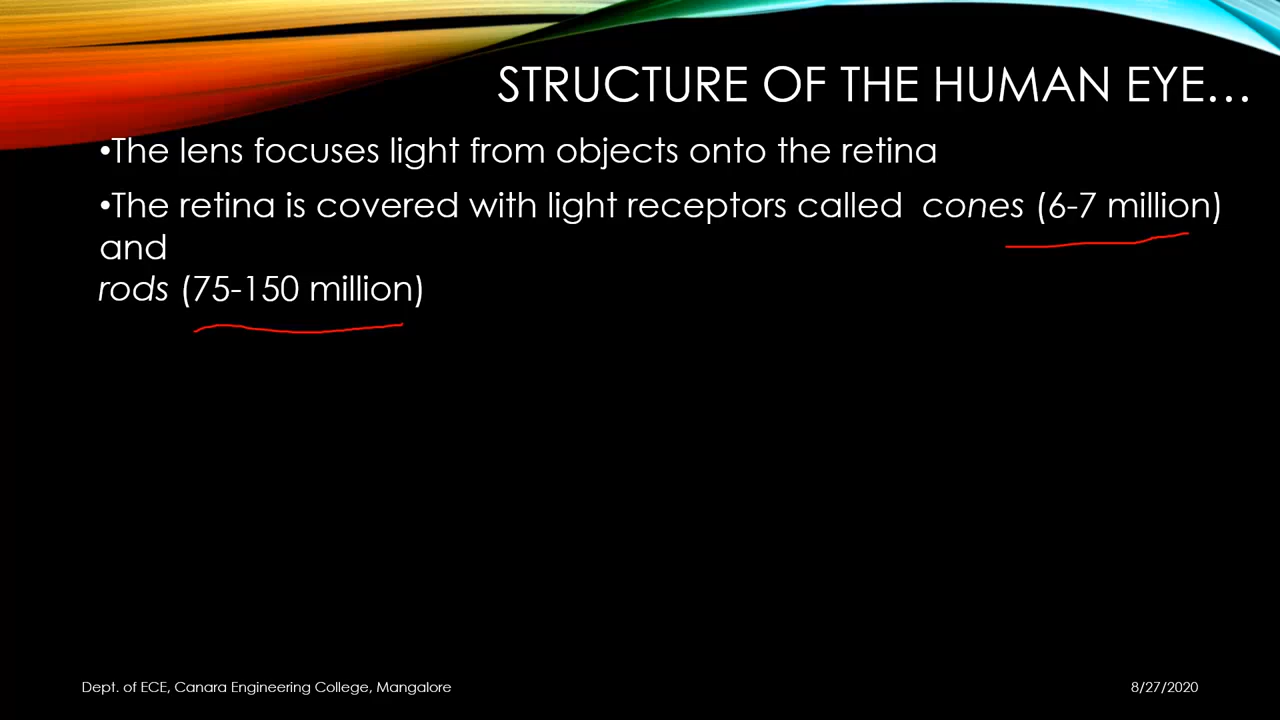 STRUCTURE OF THE HUMAN EYE…
•The lens focuses light from objects onto the retina
•The retina is covered with light receptors called cones (6-7 million)
and
rods (75-150 million)
Dept. of ECE, Canara Engineering College, Mangalore
8/27/2020